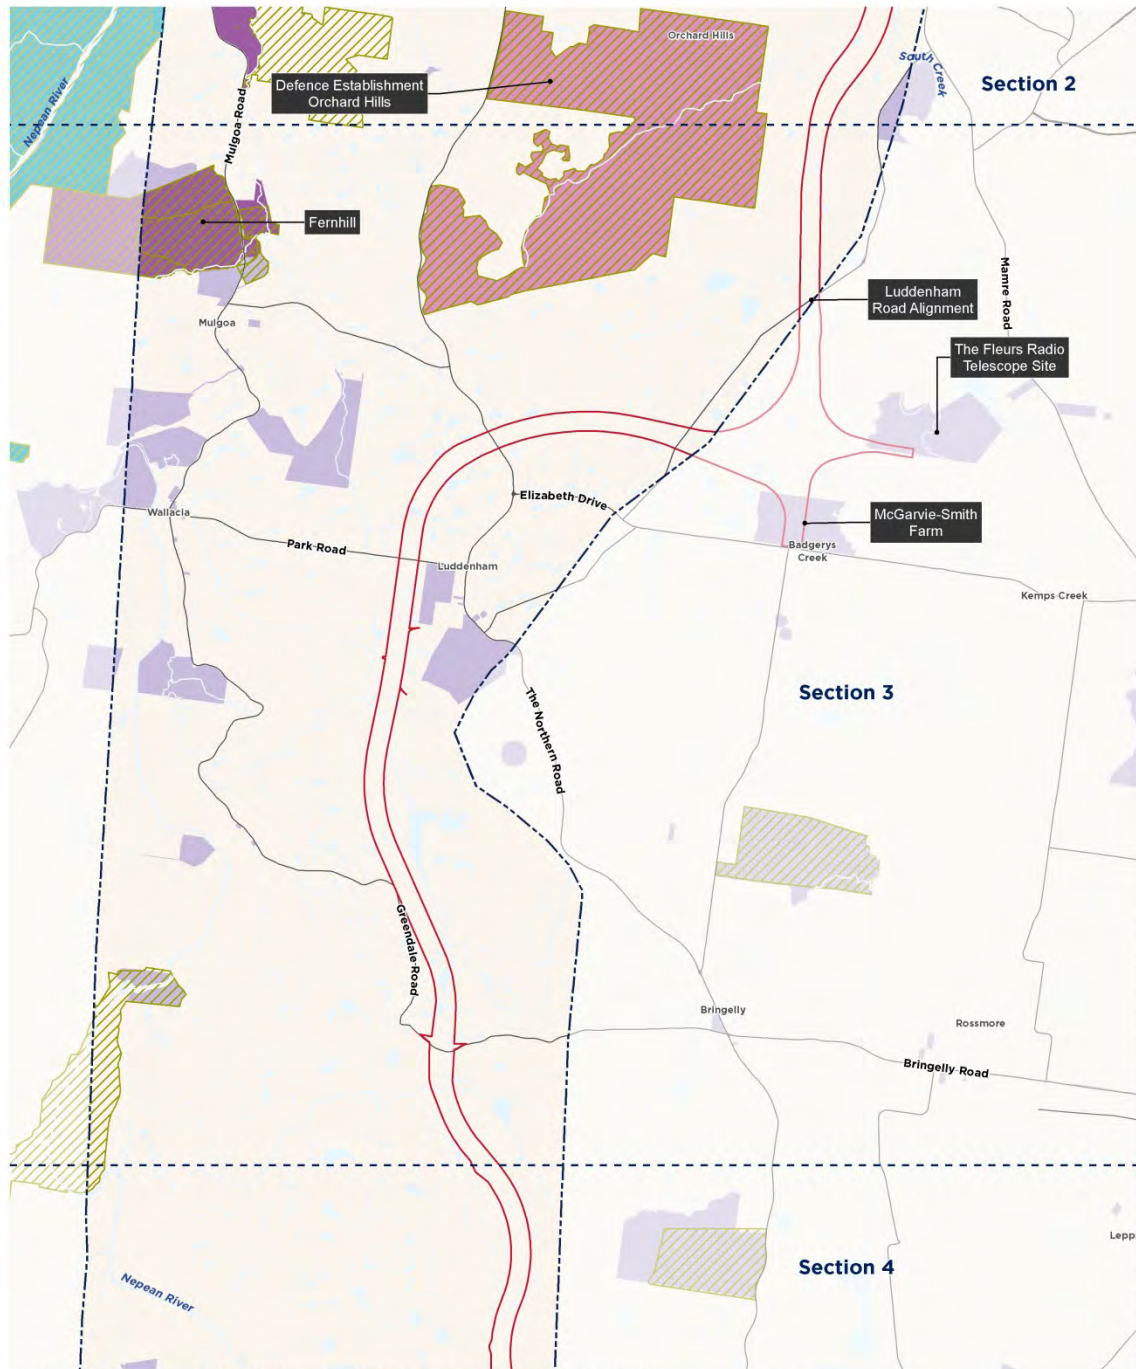 Orchard Hills
South Creek
Section 2
Defence Establishment
Orchard Hills
Nepean River
Mulgoa Road
Fernhill
Luddenham
Road Alignment
Mamre Road
Mulgoa
The Fleurs Radio
Telescope Site
Elizabeth Drive
Wallacia
McGarvie-Smith
Farm
Park Road
Badgerys
Creek
Luddenham
Kemps Creek
Section 3
The Northern Road
Greendale Road
Bringelly
Rossmore
Bringelly Road
Lepp
Section 4
Nepean River